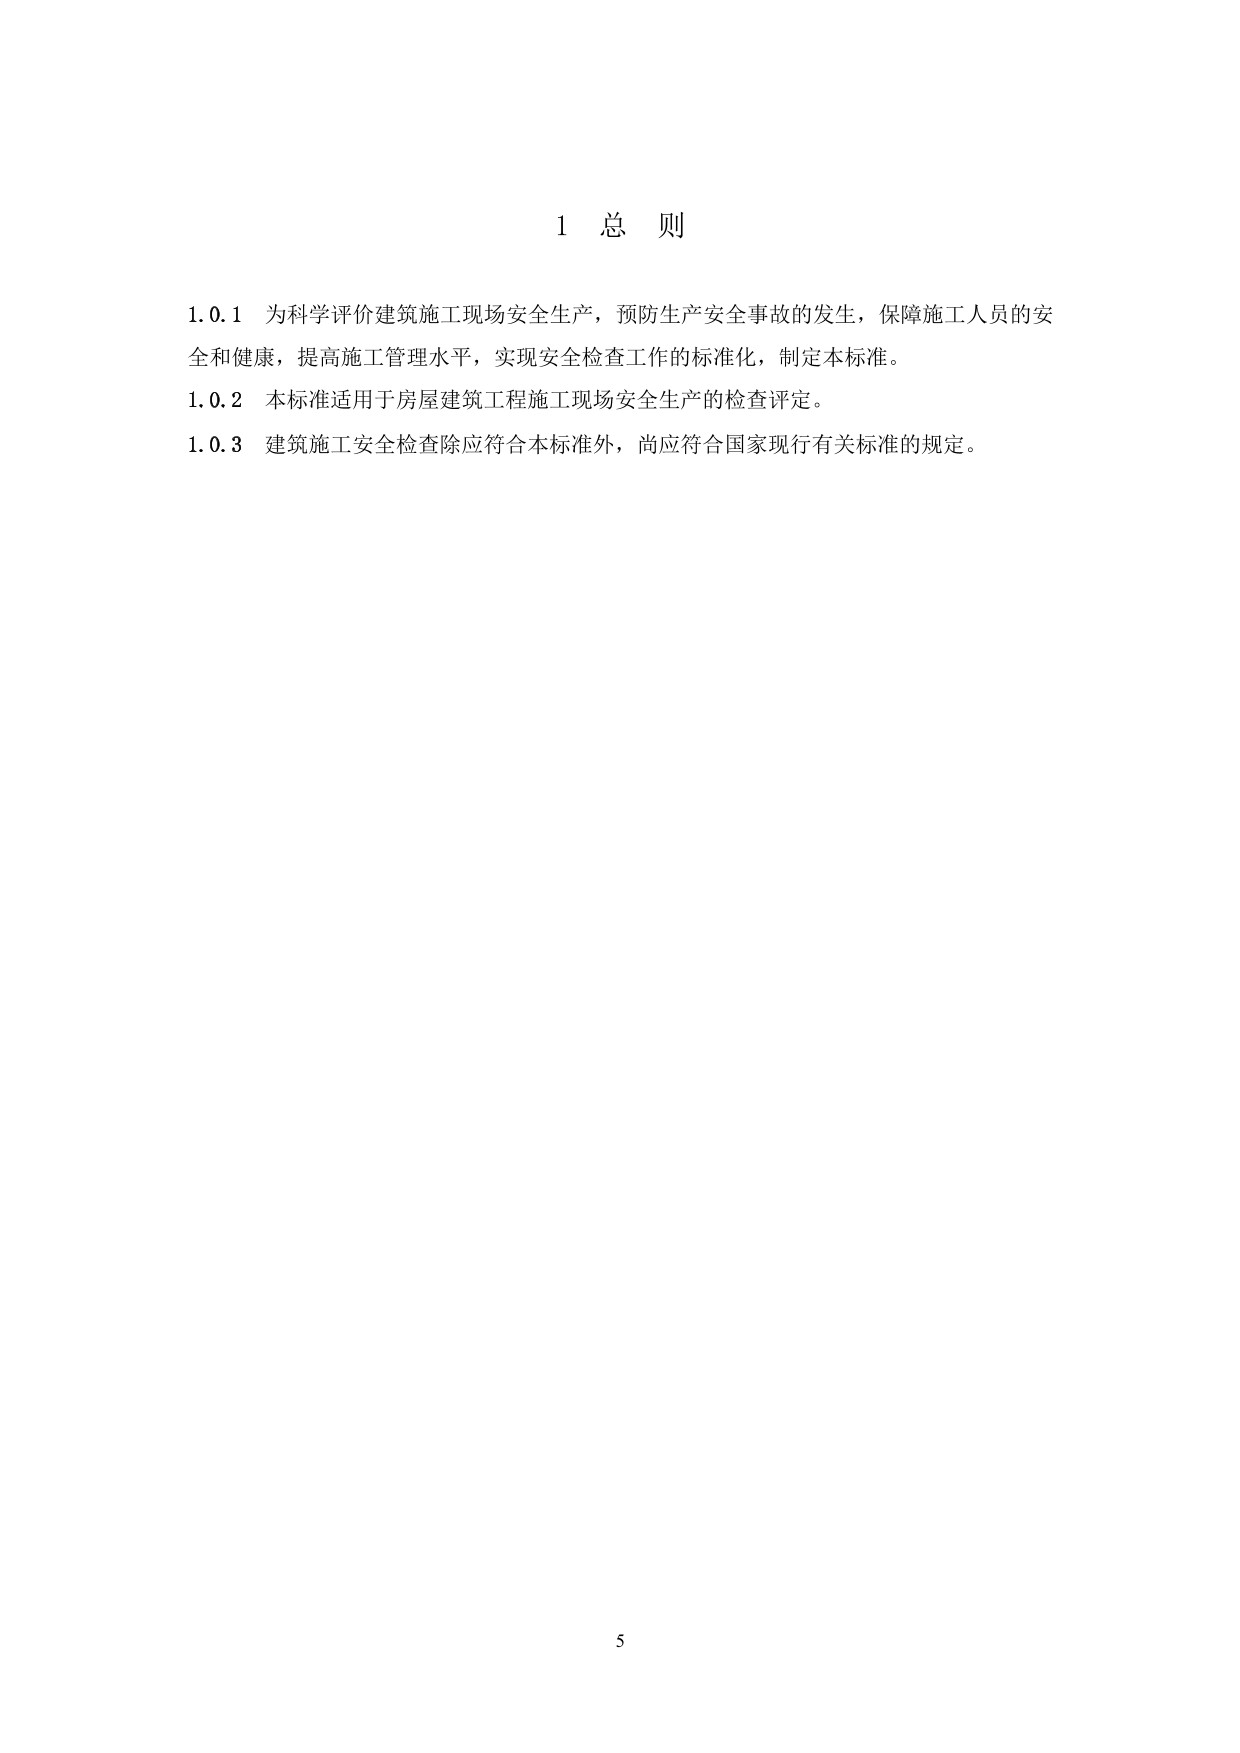 1 总 则
1.0.1 为科学评价建筑施工现场安全生产，预防生产安全事故的发生，保障施工人员的安
全和健康，提高施工管理水平，实现安全检查工作的标准化，制定本标准。
1.0.2 本标准适用于房屋建筑工程施工现场安全生产的检查评定。
1.0.3 建筑施工安全检查除应符合本标准外，尚应符合国家现行有关标准的规定。
5